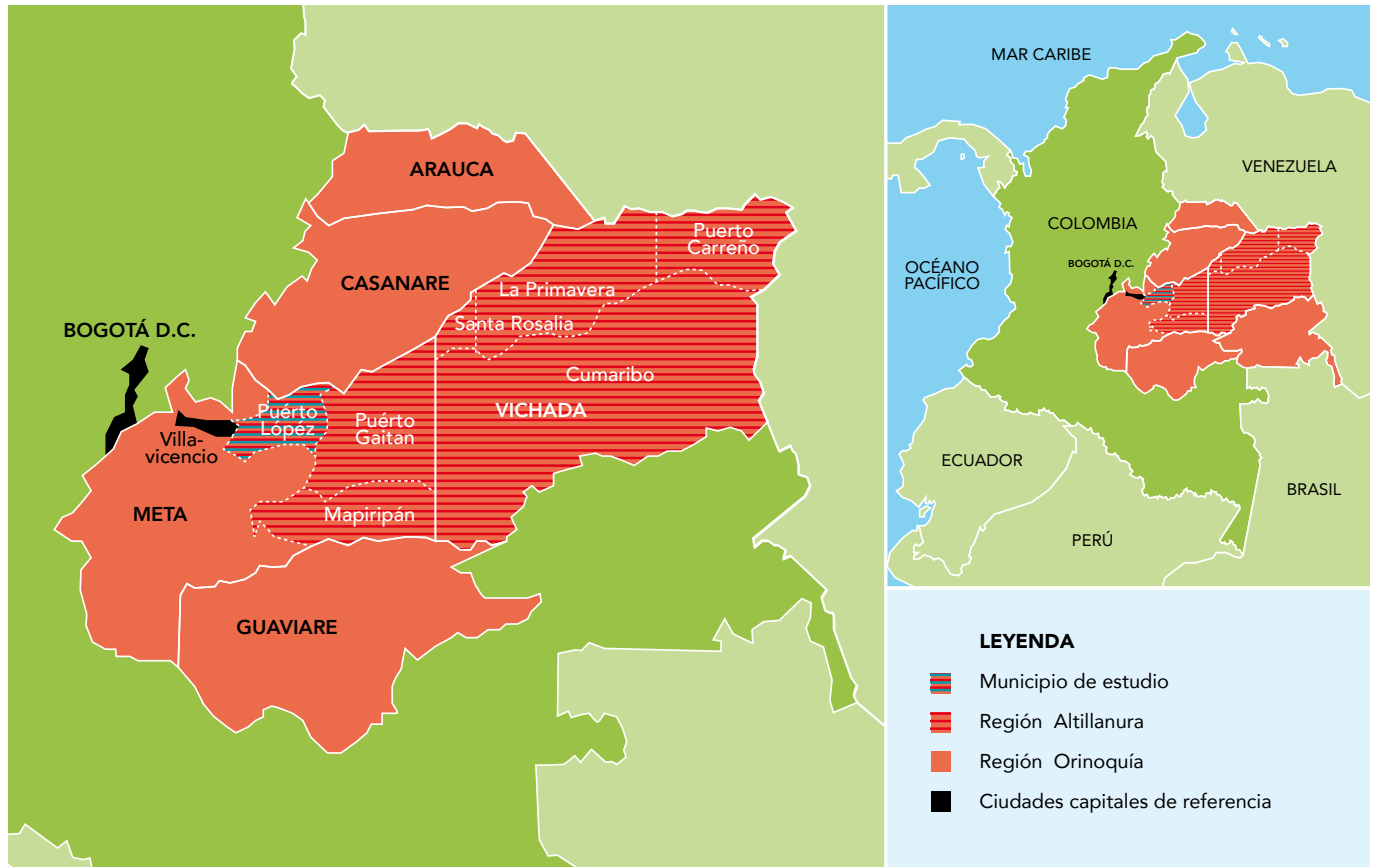 ARAUCA
Puerto
Carreño
CASANARE
La Primavera
Santa Rosalia
BOGOTÁ D.C.
Cumaribo
VICHADA
Puérto
Lópéz
Puérto
Gaitan
Villa-
vicencio
META
Mapiripán
GUAVIARE
MAR CARIBE
VENEZUELA
COLOMBIA
BOGOTÁ D.C.
OCÉANO
PACÍFICO
ECUADOR
BRASIL
PERÚ
LEYENDA
Municipio de estudio
Región Altillanura
Región Orinoquía
Ciudades capitales de referencia